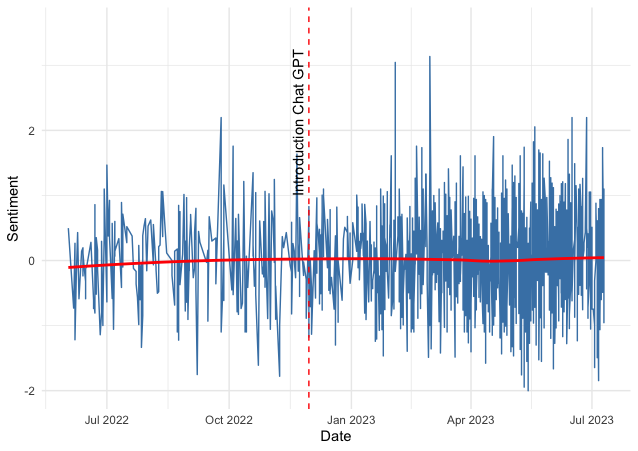 Introduction Chat GPT
Sentiment
2
0
-2
Jul 2022
Oct 2022
Jan 2023
Apr 2023
Jul 2023
Date